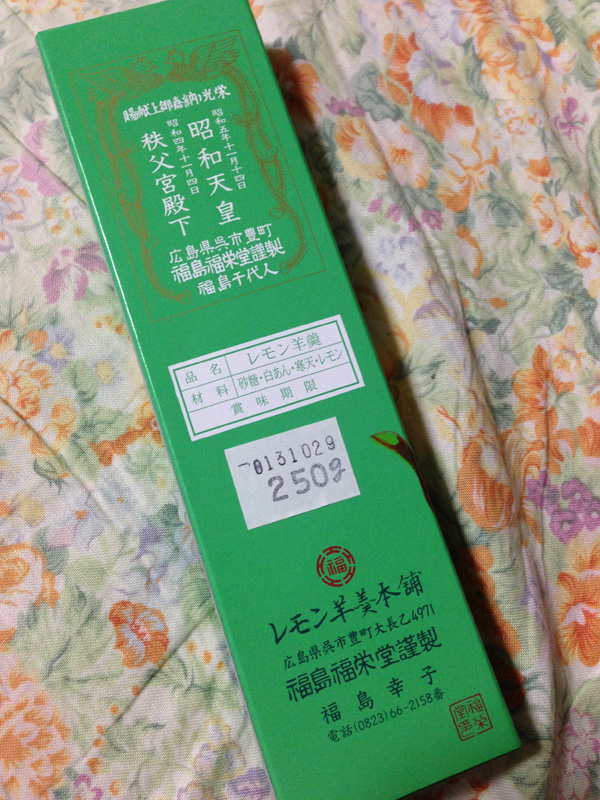 賜献上御嘉納の光栄
昭和五年十一月十四日
昭和天皇
昭和四年十一月四日
秩父宮殿下
広島県呉市豊町
福島福栄堂謹製
福島千代人
品名 レモン羊羹
材料 砂糖・白あん・寒天・レモン
賞味期限
0131029
250g
福
レモン羊羹本舗
広島県呉市豊町大長乙4971
福島福栄堂謹製
福島幸子
電話(0823)66-2158番
福栄堂